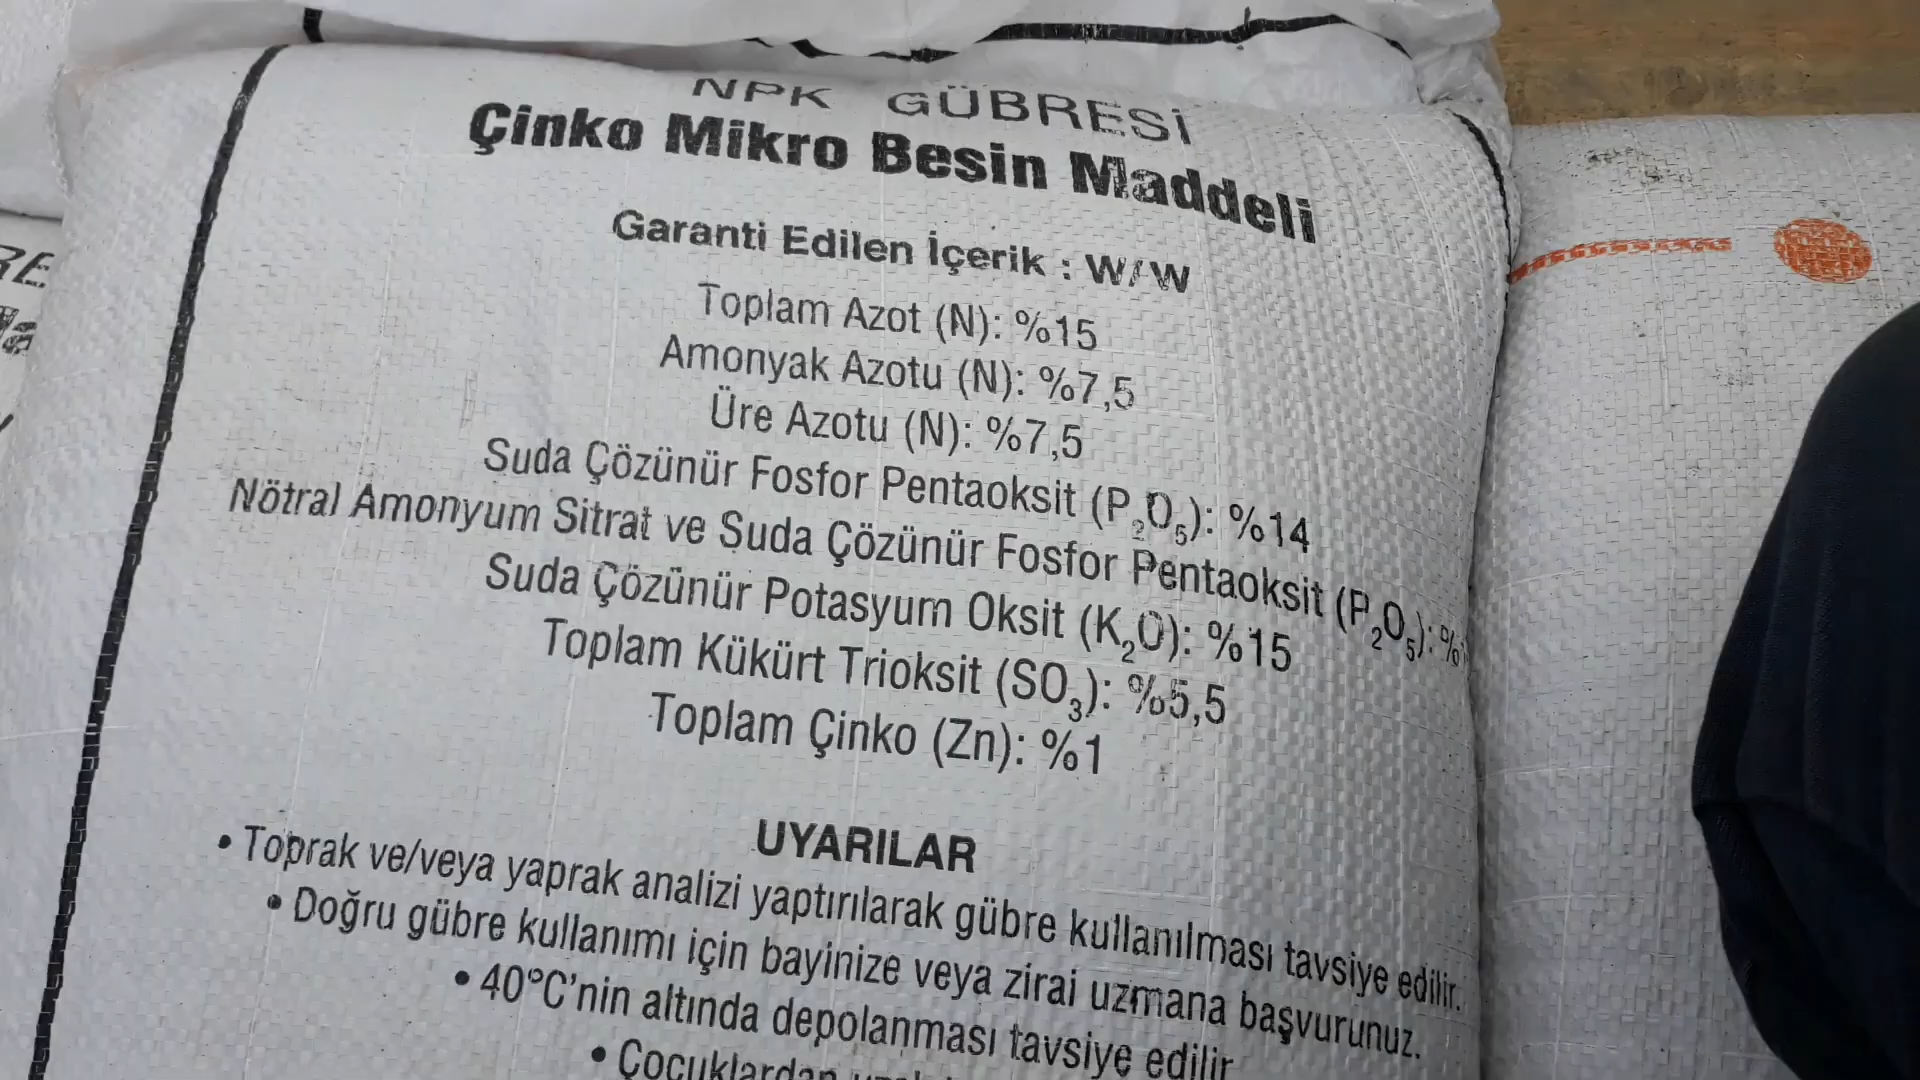 NPK GÜBRESİ
Çinko Mikro Besin Maddeli
Garanti Edilen İçerik : W/W
Toplam Azot (N): %15
Amonyak Azotu (N): %7,5
Üre Azotu (N): %7,5
Suda Çözünür Fosfor Pentaoksit (P₂O₅): %14
Nötral Amonyum Sitrat ve Suda Çözünür Fosfor Pentaoksit (P₂O₅): %
Suda Çözünür Potasyum Oksit (K₂O): %15
Toplam Kükürt Trioksit (SO₃): %5,5
Toplam Çinko (Zn): %1
UYARILAR
• Toprak ve/veya yaprak analizi yaptırılarak gübre kullanılması tavsiye edilir.
• Doğru gübre kullanımı için bayinize veya zirai uzmana başvurunuz.
• 40°C'nin altında depolanması tavsiye edilir
• Çocuklardan